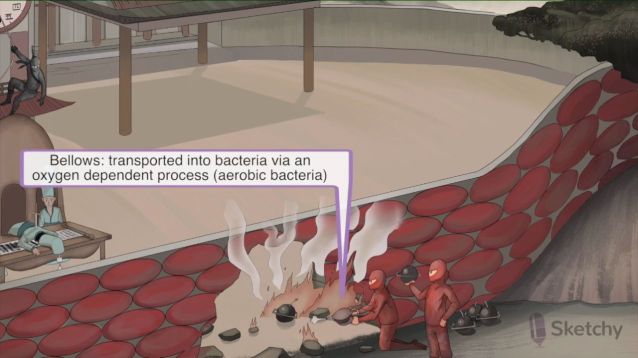 Bellows: transported into bacteria via an
oxygen dependent process (aerobic bacteria)
Sketchy